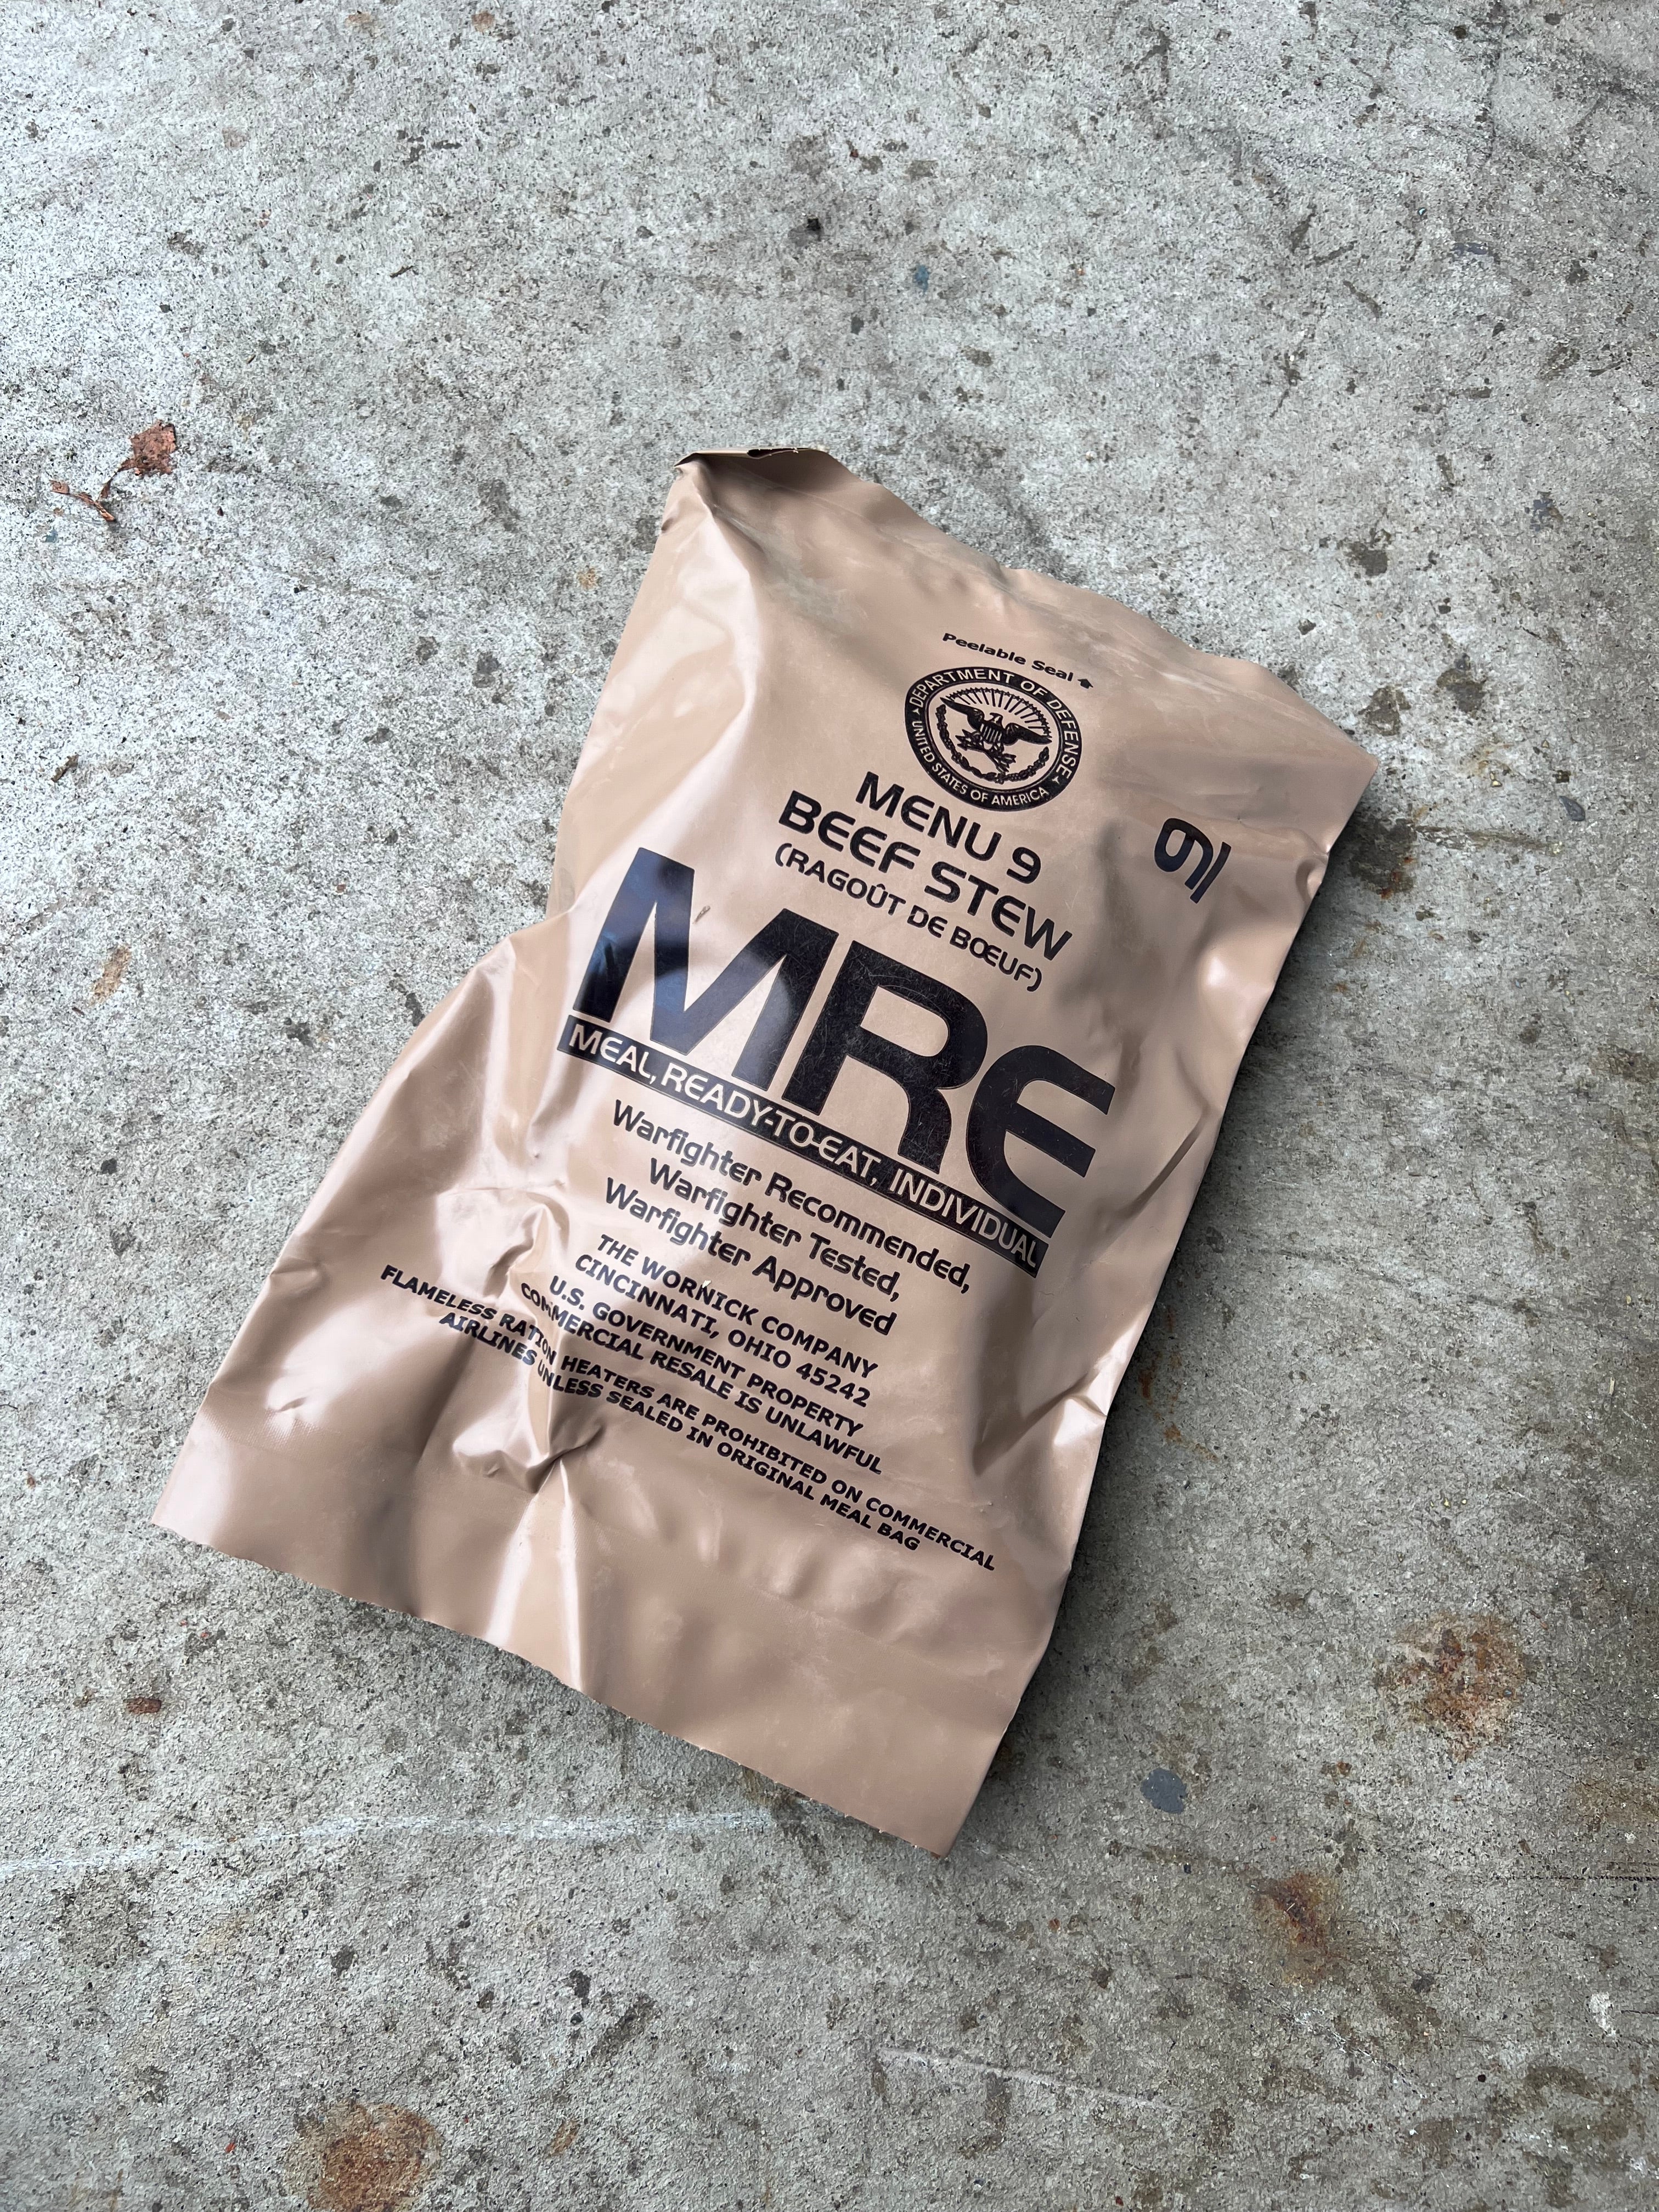 Peelable Seal
DEPARTMENT OF DEFENSE
UNITED STATES OF AMERICA
MENU 9
BEEF STEW
(RAGOÛT DE BŒUF)
9
MRE
MEAL, READY-TO-EAT, INDIVIDUAL
Warfighter Recommended,
Warfighter Tested,
Warfighter Approved
THE WORNICK COMPANY
CINCINNATI, OHIO 45242
U.S. GOVERNMENT PROPERTY
COMMERCIAL RESALE IS UNLAWFUL
FLAMELESS RATION HEATERS ARE PROHIBITED ON COMMERCIAL
AIRLINES UNLESS SEALED IN ORIGINAL MEAL BAG